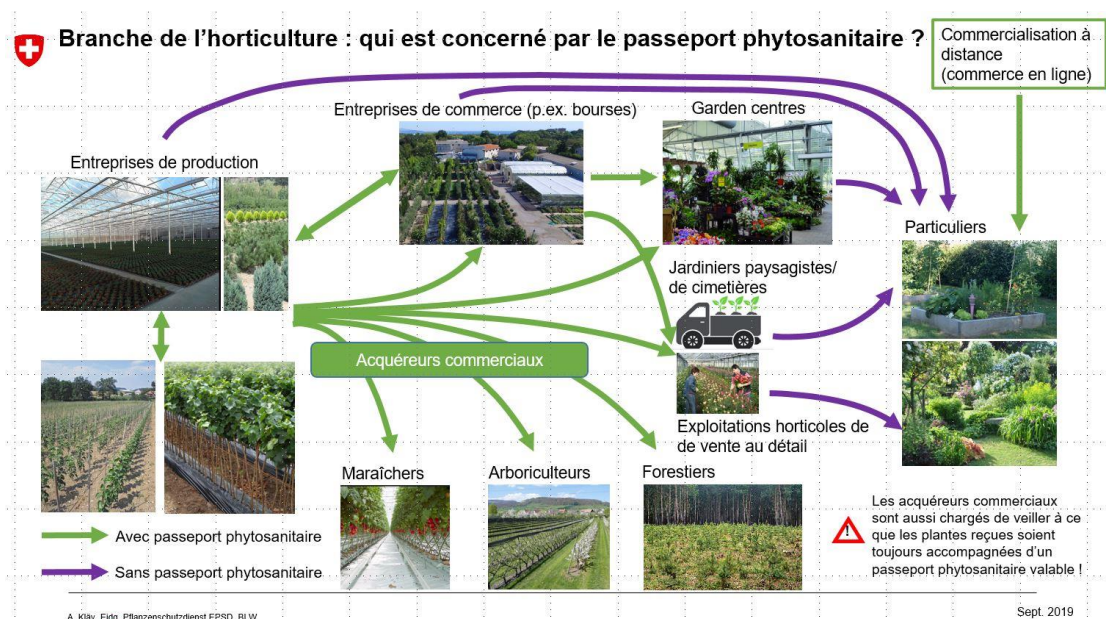 Branche de l'horticulture : qui est concerné par le passeport phytosanitaire ?
Commercialisation à
distance
(commerce en ligne)
Entreprises de commerce (p.ex. bourses)
Garden centres
Entreprises de production
Particuliers
Jardiniers paysagistes/
de cimetières
Acquéreurs commerciaux
Exploitations horticoles de
de vente au détail
Maraîchers
Arboriculteurs
Forestiers
Avec passeport phytosanitaire
Sans passeport phytosanitaire
Les acquéreurs commerciaux
sont aussi chargés de veiller à ce
que les plantes reçues soient
toujours accompagnées d'un
passeport phytosanitaire valable !
A. Kläy, Eidg. Pflanzenschutzdienst EPSD, BLW
Sept. 2019